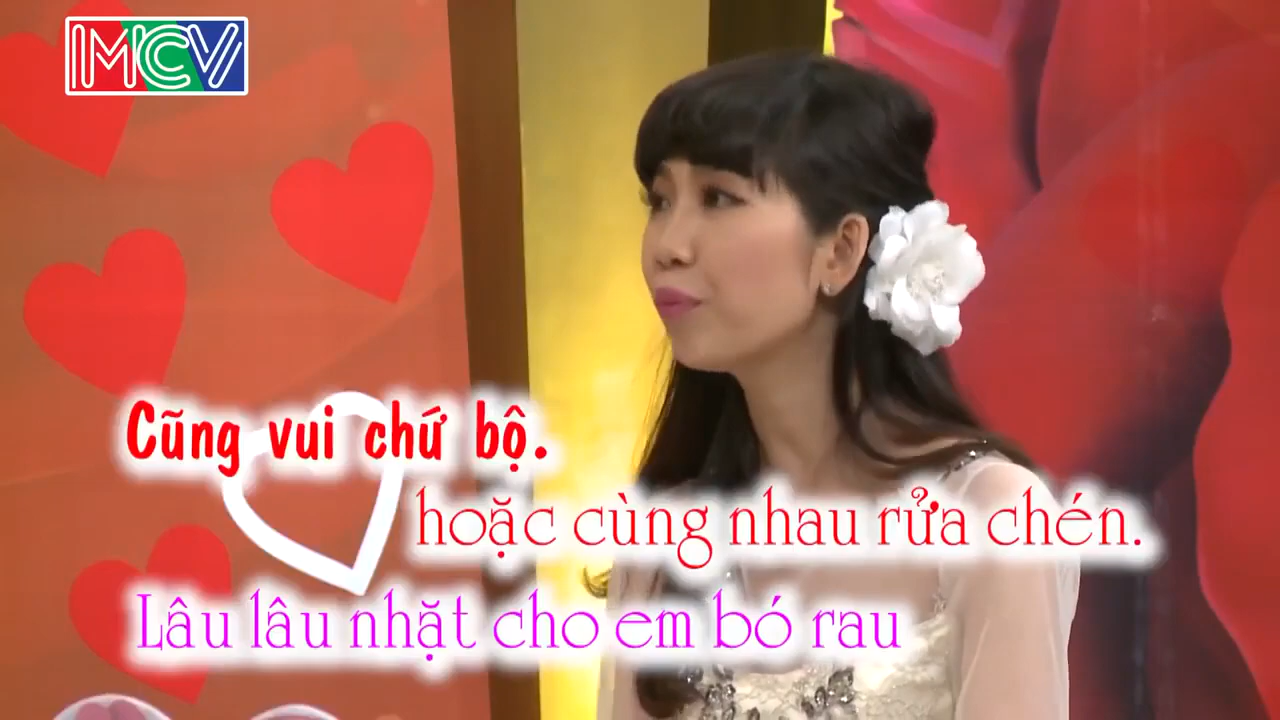 MCV
Cũng vui chứ bộ.
hoặc cùng nhau rửa chén.
Lâu lâu nhặt cho em bó rau